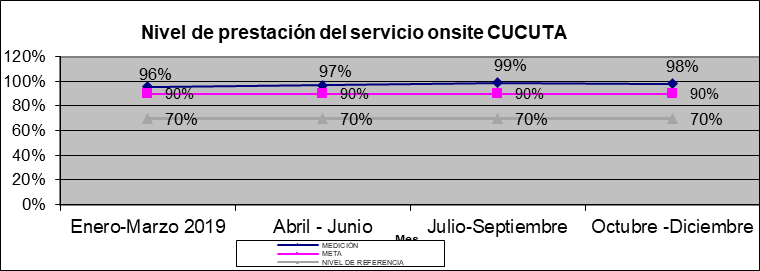 Nivel de prestación del servicio onsite CUCUTA
120%
100%
80%
60%
40%
20%
0%
96% 97% 99% 98%
90% 90% 90% 90%
70% 70% 70% 70%
Enero-Marzo 2019 Abril - Junio Julio-Septiembre Octubre -Diciembre
Mes
MEDICIÓN
META
NIVEL DE REFERENCIA